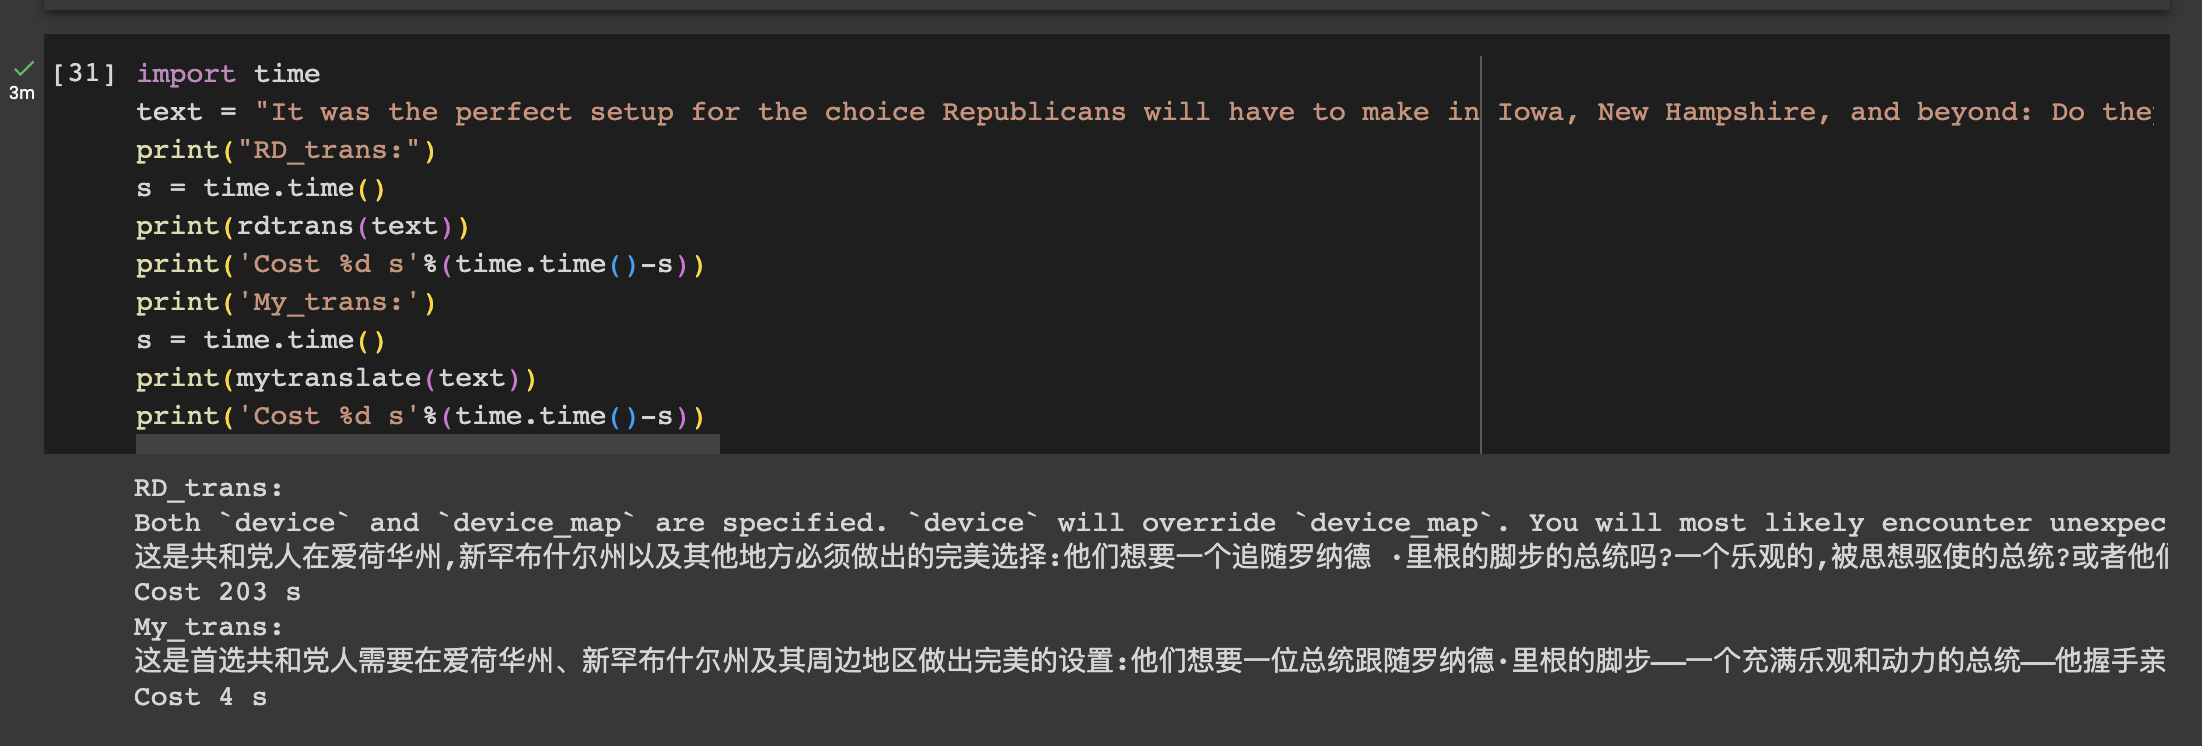 [31] import time
3m
text = "It was the perfect setup for the choice Republicans will have to make in Iowa, New Hampshire, and beyond: Do they
print("RD_trans:")
s = time.time()
print(rdtrans(text))
print('Cost %d s'%(time.time()-s))
print('My_trans:')
s = time.time()
print(mytranslate(text))
print('Cost %d s'%(time.time()-s))
RD_trans:
Both `device` and `device_map` are specified. `device` will override `device_map`. You will most likely encounter unexpec
这是共和党人在爱荷华州,新罕布什尔州以及其他地方必须做出的完美选择:他们想要一个追随罗纳德 ·里根的脚步的总统吗?一个乐观的,被思想驱使的总统?或者他们
Cost 203 s
My_trans:
这是首选共和党人需要在爱荷华州、新罕布什尔州及其周边地区做出完美的设置:他们想要一位总统跟随罗纳德·里根的脚步——一个充满乐观和动力的总统——他握手亲
Cost 4 s